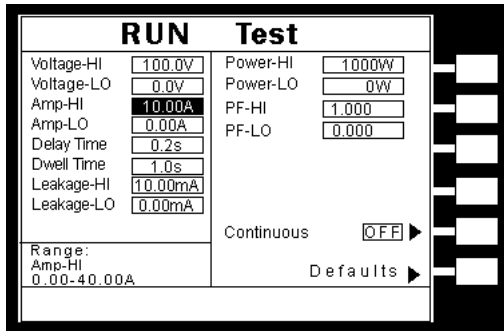 RUN Test
Voltage-HI 100.0V
Voltage-LO 0.0V
Amp-HI 10.00A
Amp-LO 0.00A
Delay Time 0.2s
Dwell Time 1.0s
Leakage-HI 10.00mA
Leakage-LO 0.00mA
Power-HI 1000W
Power-LO 0W
PF-HI 1.000
PF-LO 0.000
Continuous OFF
Defaults
Range:
Amp-HI
0.00-40.00A